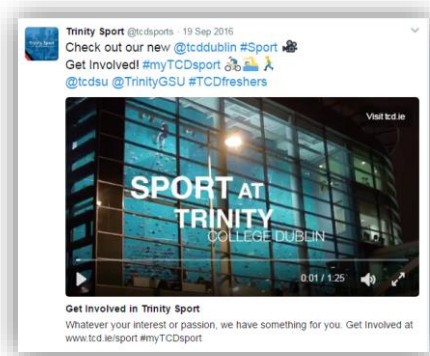 Trinity Sport @tcdsports · 19 Sep 2016
Check out our new @tcddublin #Sport 🎥
Get Involved! #myTCDsport 🚴🏊🚶
@tcdsu @TrinityGSU #TCDfreshers
Visit tcd.ie
SPORT AT
TRINITY
COLLEGE DUBLIN
0:01 / 1:25
Get Involved in Trinity Sport
Whatever your interest or passion, we have something for you. Get Involved at
www.tcd.ie/sport #myTCDsport